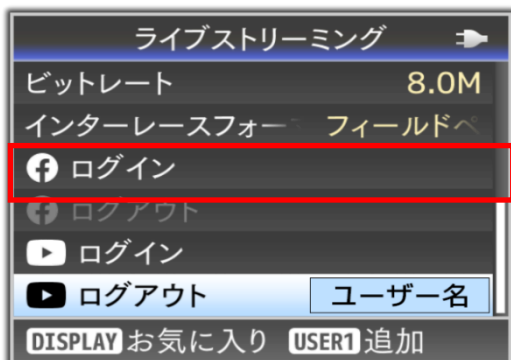 ライブストリーミング
ビットレート 8.0M
インターレースフォー フィールドペ
ログイン
ログアウト
ログイン
ログアウト ユーザー名
DISPLAY お気に入り USER1 追加